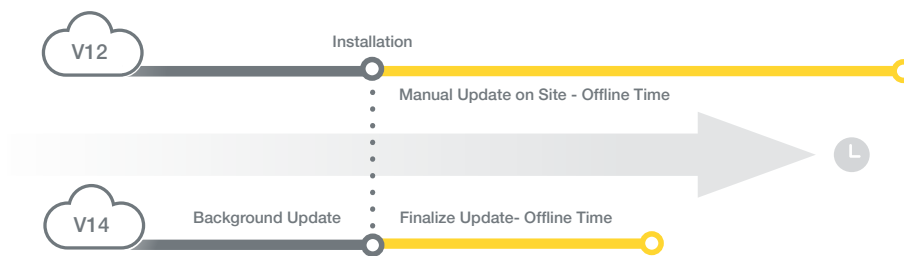 V12
Installation
Manual Update on Site - Offline Time
V14
Background Update
Finalize Update- Offline Time